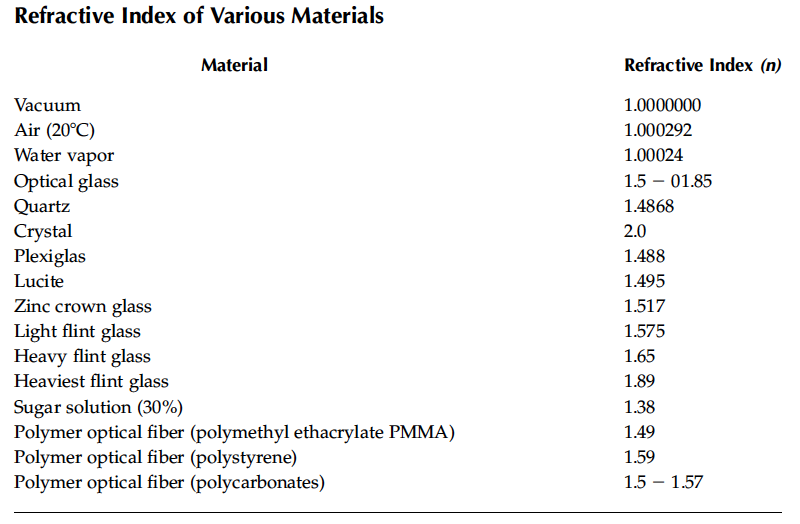 Refractive Index of Various Materials
Material Refractive Index (n)
Vacuum 1.0000000
Air (20°C) 1.000292
Water vapor 1.00024
Optical glass 1.5 − 01.85
Quartz 1.4868
Crystal 2.0
Plexiglas 1.488
Lucite 1.495
Zinc crown glass 1.517
Light flint glass 1.575
Heavy flint glass 1.65
Heaviest flint glass 1.89
Sugar solution (30%) 1.38
Polymer optical fiber (polymethyl ethacrylate PMMA) 1.49
Polymer optical fiber (polystyrene) 1.59
Polymer optical fiber (polycarbonates) 1.5 − 1.57